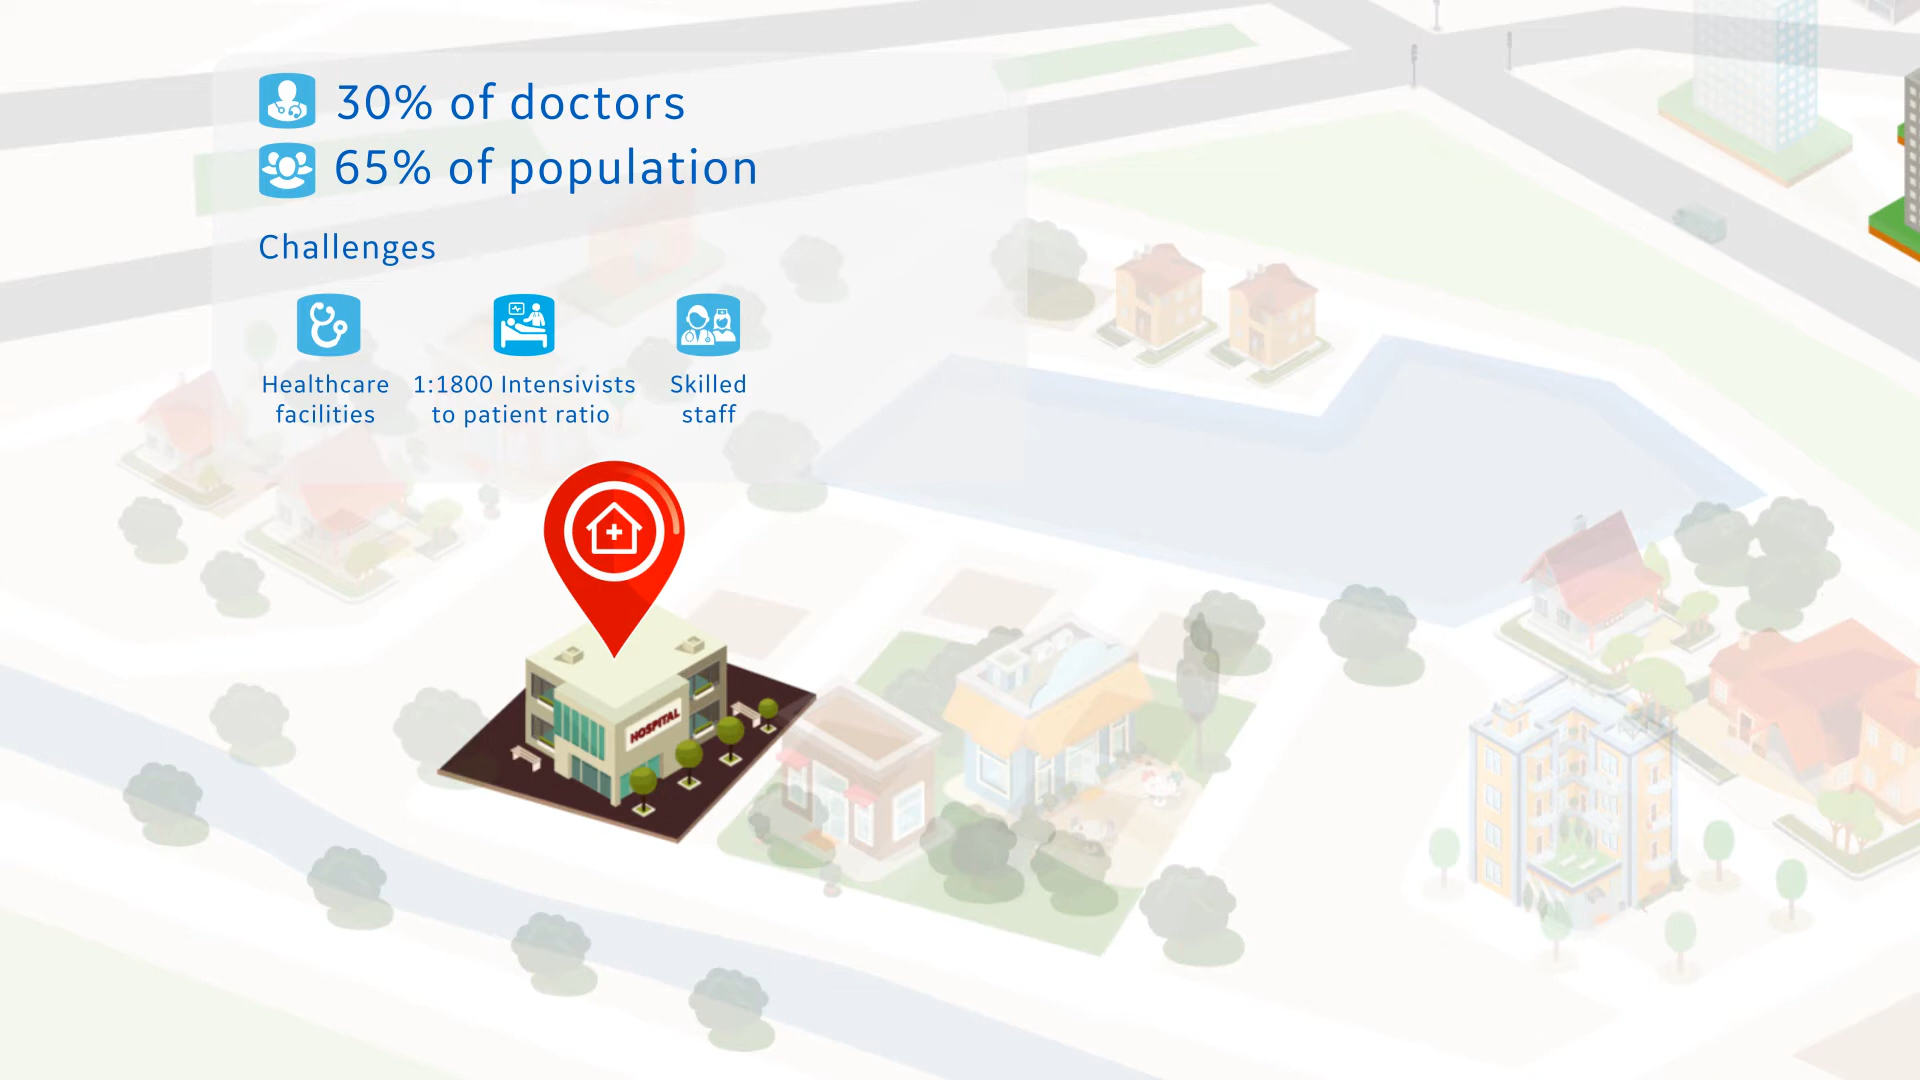 30% of doctors
65% of population
Challenges
Healthcare
facilities
1:1800 Intensivists
to patient ratio
Skilled
staff
HOSPITAL